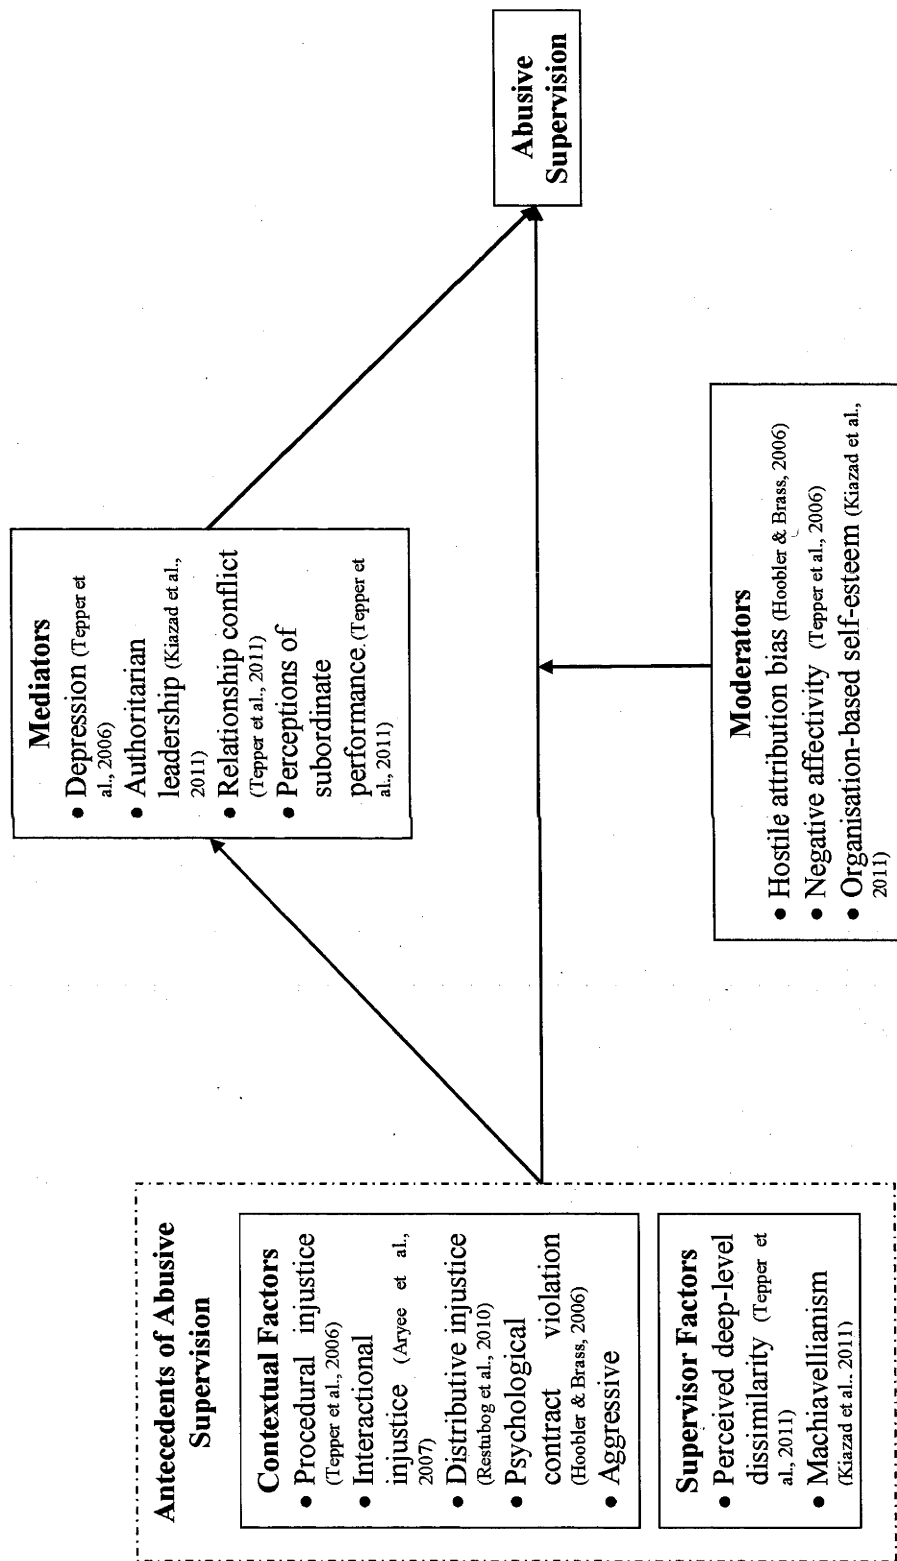 Antecedents of Abusive
Supervision
Contextual Factors
● Procedural injustice
(Tepper et al., 2006)
● Interactional
injustice (Aryee et al.,
2007)
● Distributive injustice
(Restubog et al., 2010)
● Psychological
contract violation
(Hoobler & Brass, 2006)
● Aggressive
Supervisor Factors
● Perceived deep-level
dissimilarity (Tepper et
al., 2011)
● Machiavellianism
(Kiazad et al.. 2011)
Mediators
● Depression (Tepper et
al., 2006)
● Authoritarian
leadership (Kiazad et al.,
2011)
● Relationship conflict
(Tepper et al., 2011)
● Perceptions of
subordinate
performance. (Tepper et
al., 2011)
Moderators
● Hostile attribution bias (Hoobler & Brass, 2006)
● Negative affectivity (Tepper et al., 2006)
● Organisation-based self-esteem (Kiazad et al.,
2011)
Abusive
Supervision